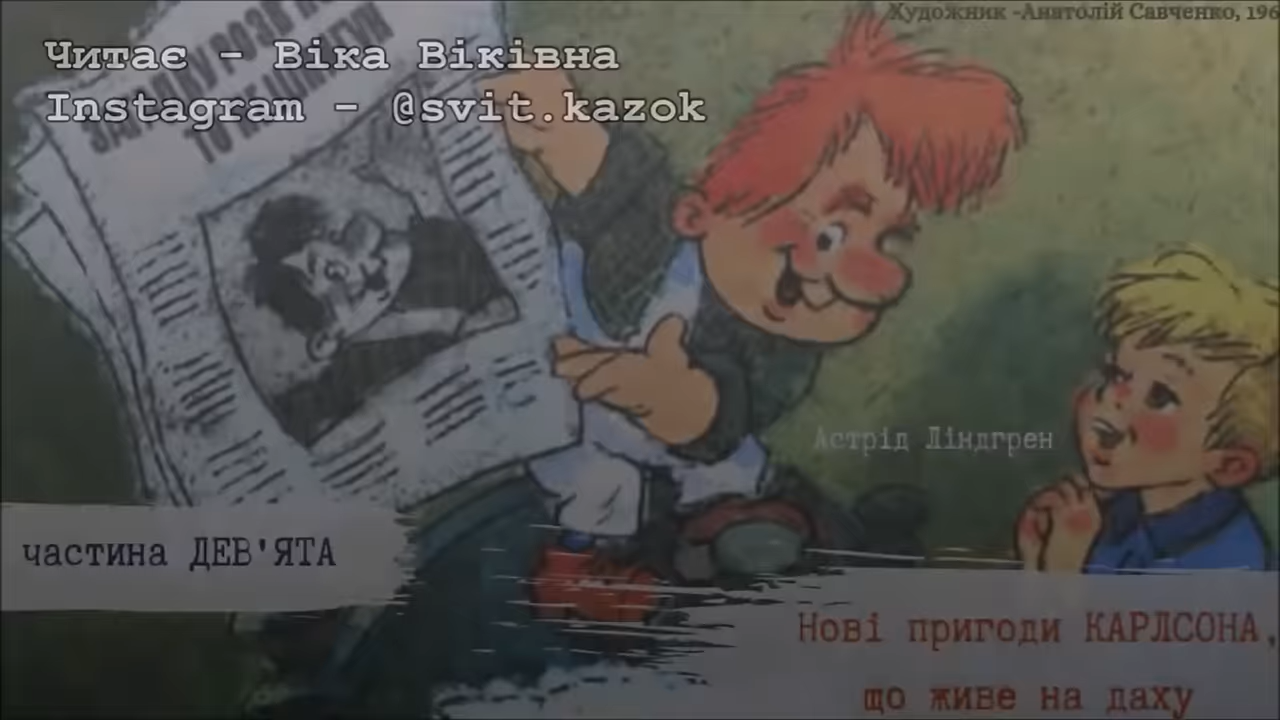 Художник -Анатолій Савченко, 196
Читає - Віка Віківна
Instagram - @svit.kazok
Астрід Ліндгрен
частина ДЕВ'ЯТА
Нові пригоди КАРЛСОНА,
що живе на даху